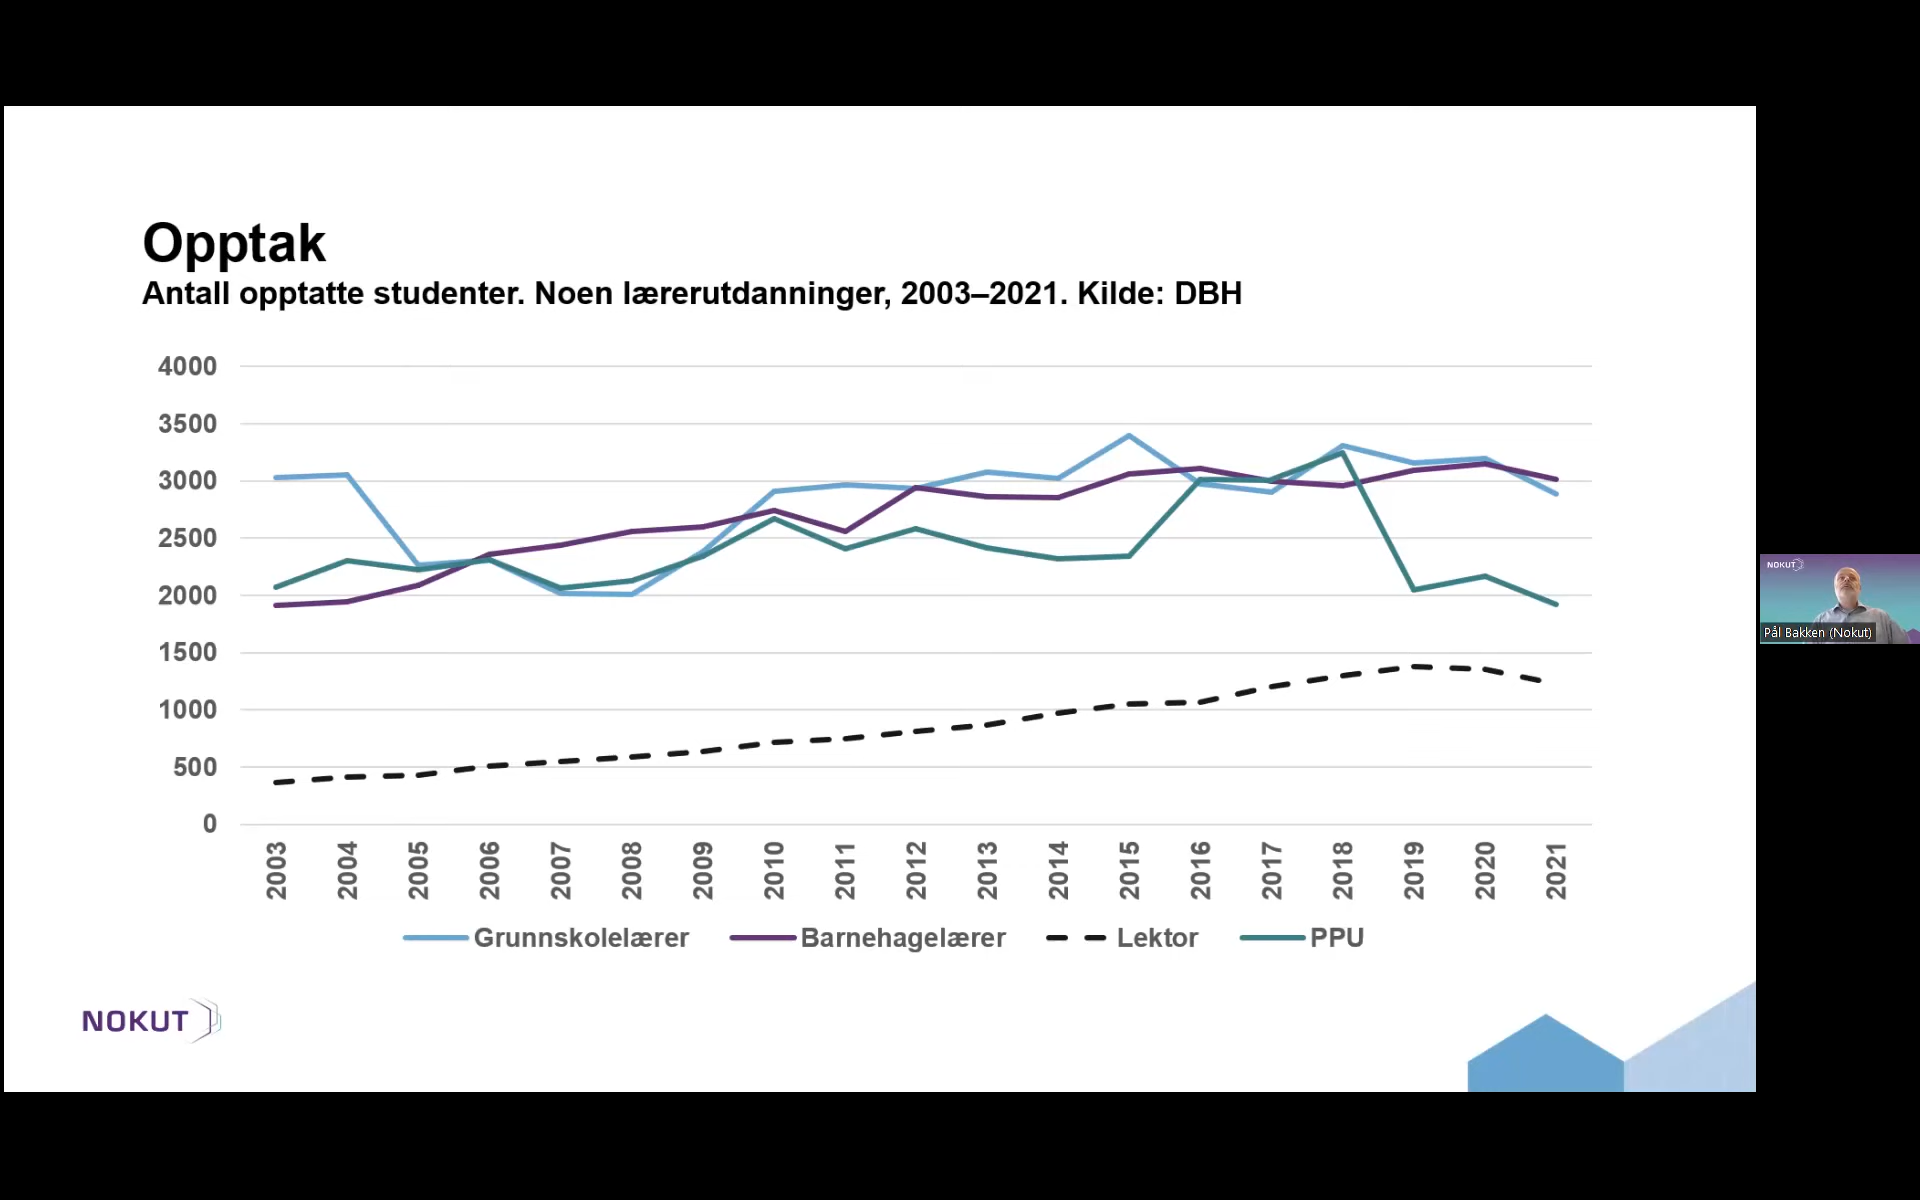 Opptak
Antall opptatte studenter. Noen lærerutdanninger, 2003–2021. Kilde: DBH
4000
3500
3000
2500
2000
1500
1000
500
0
2003 2004 2005 2006 2007 2008 2009 2010 2011 2012 2013 2014 2015 2016 2017 2018 2019 2020 2021
Grunnskolelærer Barnehagelærer Lektor PPU
NOKUT
NOKUT
Pål Bakken (Nokut)